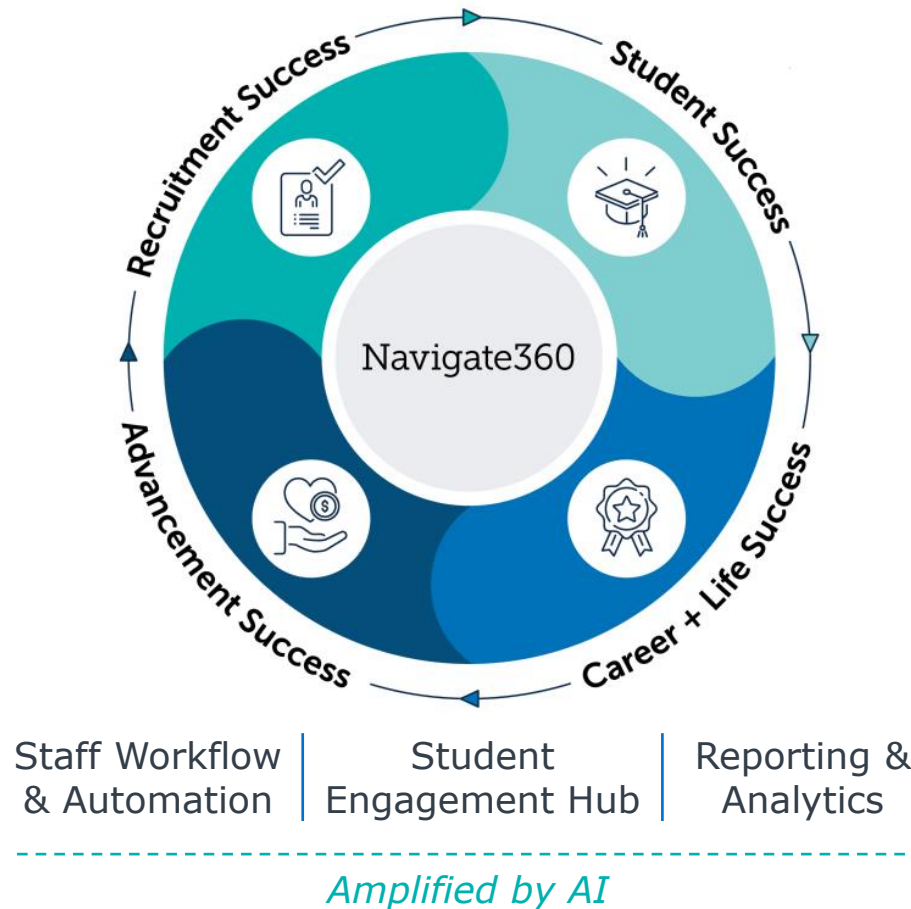 Recruitment Success
Student Success
Navigate360
$
Advancement Success
Career + Life Success
Staff Workflow
& Automation
Student
Engagement Hub
Reporting &
Analytics
Amplified by AI